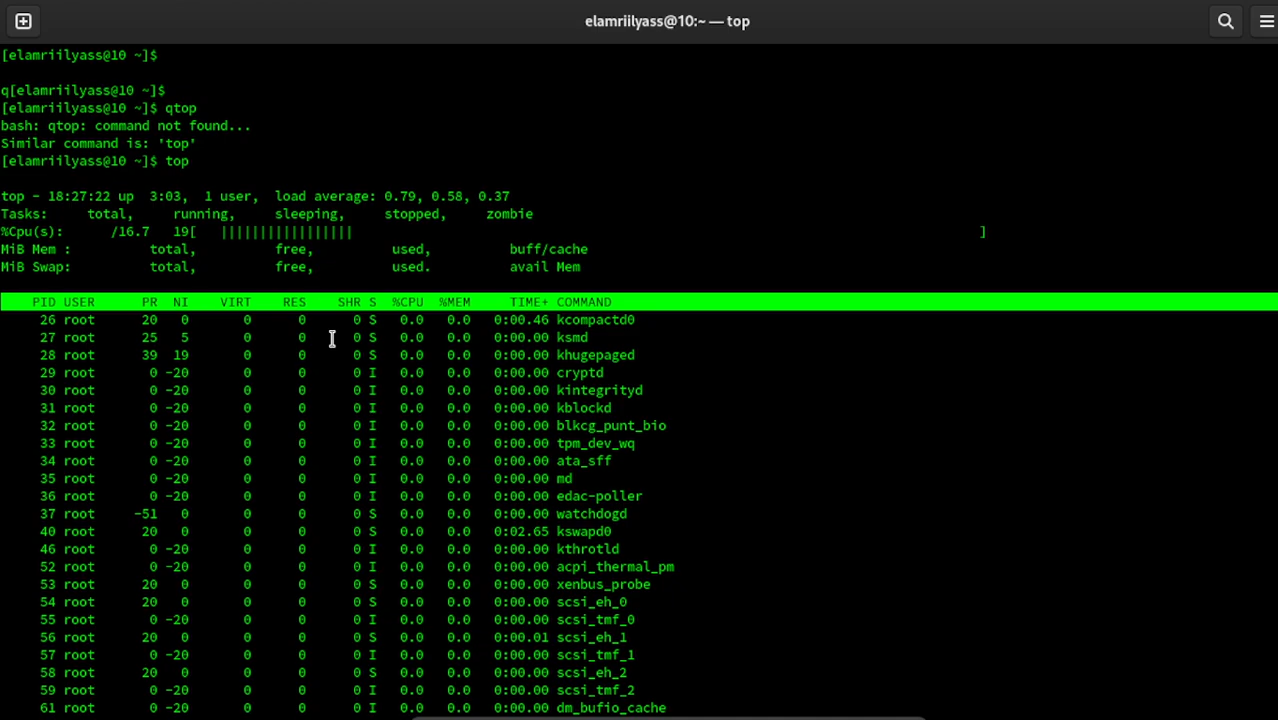 elamriilyass@10:~ — top
[elamriilyass@10 ~]$
q[elamriilyass@10 ~]$
[elamriilyass@10 ~]$ qtop
bash: qtop: command not found...
Similar command is: 'top'
[elamriilyass@10 ~]$ top
top - 18:27:22 up  3:03,  1 user,  load average: 0.79, 0.58, 0.37
Tasks:     total,     running,     sleeping,     stopped,     zombie
%Cpu(s):      /16.7   19[   |||||||||||||||||                                                                                ]
MiB Mem :          total,          free,          used,          buff/cache
MiB Swap:          total,          free,          used.          avail Mem
    PID USER      PR  NI    VIRT    RES    SHR S  %CPU  %MEM     TIME+ COMMAND
     26 root      20   0       0      0      0 S   0.0   0.0   0:00.46 kcompactd0
     27 root      25   5       0      0      0 S   0.0   0.0   0:00.00 ksmd
     28 root      39  19       0      0      0 S   0.0   0.0   0:00.00 khugepaged
     29 root       0 -20       0      0      0 I   0.0   0.0   0:00.00 cryptd
     30 root       0 -20       0      0      0 I   0.0   0.0   0:00.00 kintegrityd
     31 root       0 -20       0      0      0 I   0.0   0.0   0:00.00 kblockd
     32 root       0 -20       0      0      0 I   0.0   0.0   0:00.00 blkcg_punt_bio
     33 root       0 -20       0      0      0 I   0.0   0.0   0:00.00 tpm_dev_wq
     34 root       0 -20       0      0      0 I   0.0   0.0   0:00.00 ata_sff
     35 root       0 -20       0      0      0 I   0.0   0.0   0:00.00 md
     36 root       0 -20       0      0      0 I   0.0   0.0   0:00.00 edac-poller
     37 root     -51   0       0      0      0 S   0.0   0.0   0:00.00 watchdogd
     40 root      20   0       0      0      0 S   0.0   0.0   0:02.65 kswapd0
     46 root       0 -20       0      0      0 I   0.0   0.0   0:00.00 kthrotld
     52 root       0 -20       0      0      0 I   0.0   0.0   0:00.00 acpi_thermal_pm
     53 root      20   0       0      0      0 S   0.0   0.0   0:00.00 xenbus_probe
     54 root      20   0       0      0      0 S   0.0   0.0   0:00.00 scsi_eh_0
     55 root       0 -20       0      0      0 I   0.0   0.0   0:00.00 scsi_tmf_0
     56 root      20   0       0      0      0 S   0.0   0.0   0:00.01 scsi_eh_1
     57 root       0 -20       0      0      0 I   0.0   0.0   0:00.00 scsi_tmf_1
     58 root      20   0       0      0      0 S   0.0   0.0   0:00.00 scsi_eh_2
     59 root       0 -20       0      0      0 I   0.0   0.0   0:00.00 scsi_tmf_2
     61 root       0 -20       0      0      0 I   0.0   0.0   0:00.00 dm_bufio_cache